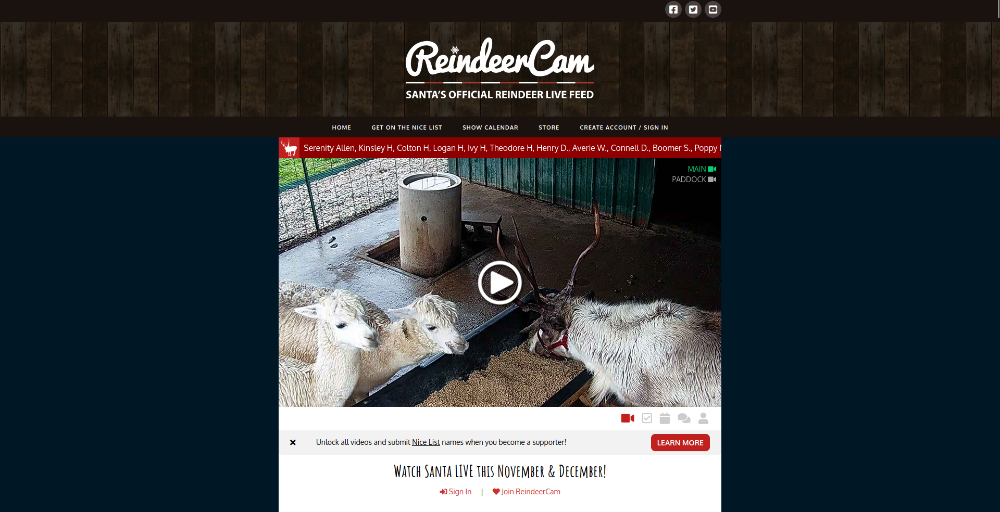 ReindeerCam
SANTA'S OFFICIAL REINDEER LIVE FEED
HOME GET ON THE NICE LIST SHOW CALENDAR STORE CREATE ACCOUNT / SIGN IN
Serenity Allen, Kinsley H, Colton H, Logan H, Ivy H, Theodore H, Henry D., Averie W., Connell D., Boomer S., Poppy
MAIN
PADDOCK
Unlock all videos and submit Nice List names when you become a supporter! LEARN MORE
Watch Santa LIVE this November & December!
Sign In | Join ReindeerCam